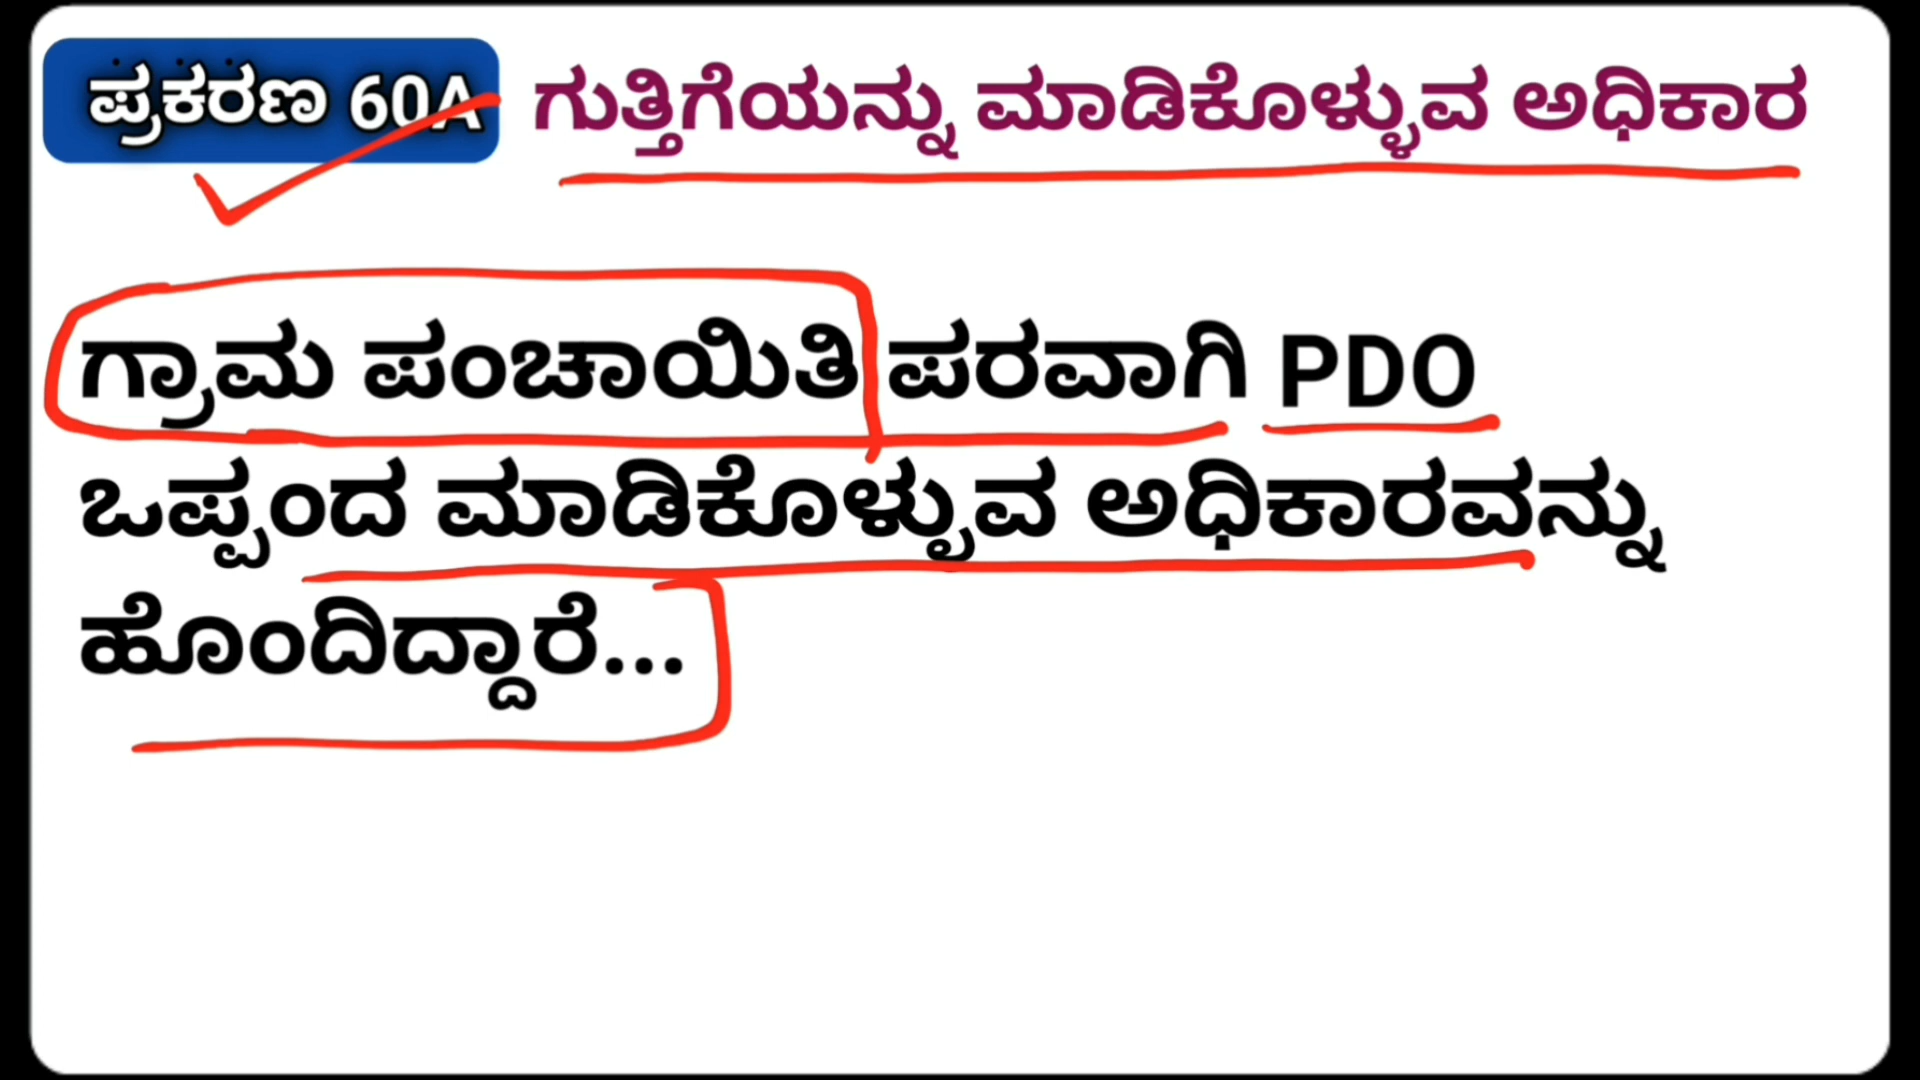 ಪ್ರಕರಣ 60A ಗುತ್ತಿಗೆಯನ್ನು ಮಾಡಿಕೊಳ್ಳುವ ಅಧಿಕಾರ
ಗ್ರಾಮ ಪಂಚಾಯಿತಿ ಪರವಾಗಿ PDO
ಒಪ್ಪಂದ ಮಾಡಿಕೊಳ್ಳುವ ಅಧಿಕಾರವನ್ನು
ಹೊಂದಿದ್ದಾರೆ...